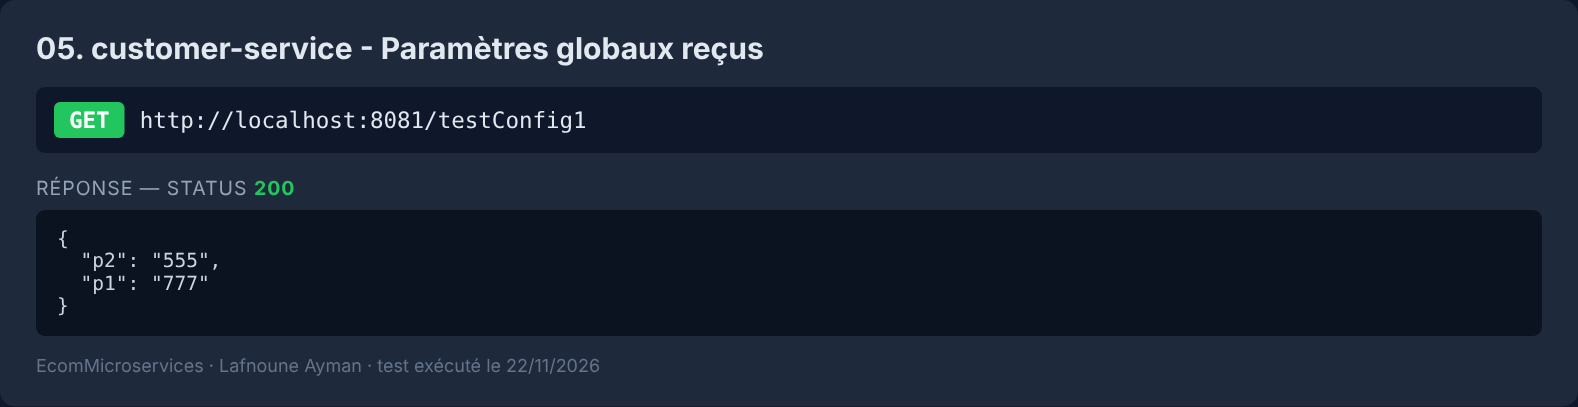 05. customer-service - Paramètres globaux reçus
GET http://localhost:8081/testConfig1
RÉPONSE — STATUS 200
{
  "p2": "555",
  "p1": "777"
}
EcomMicroservices · Lafnoune Ayman · test exécuté le 22/11/2026